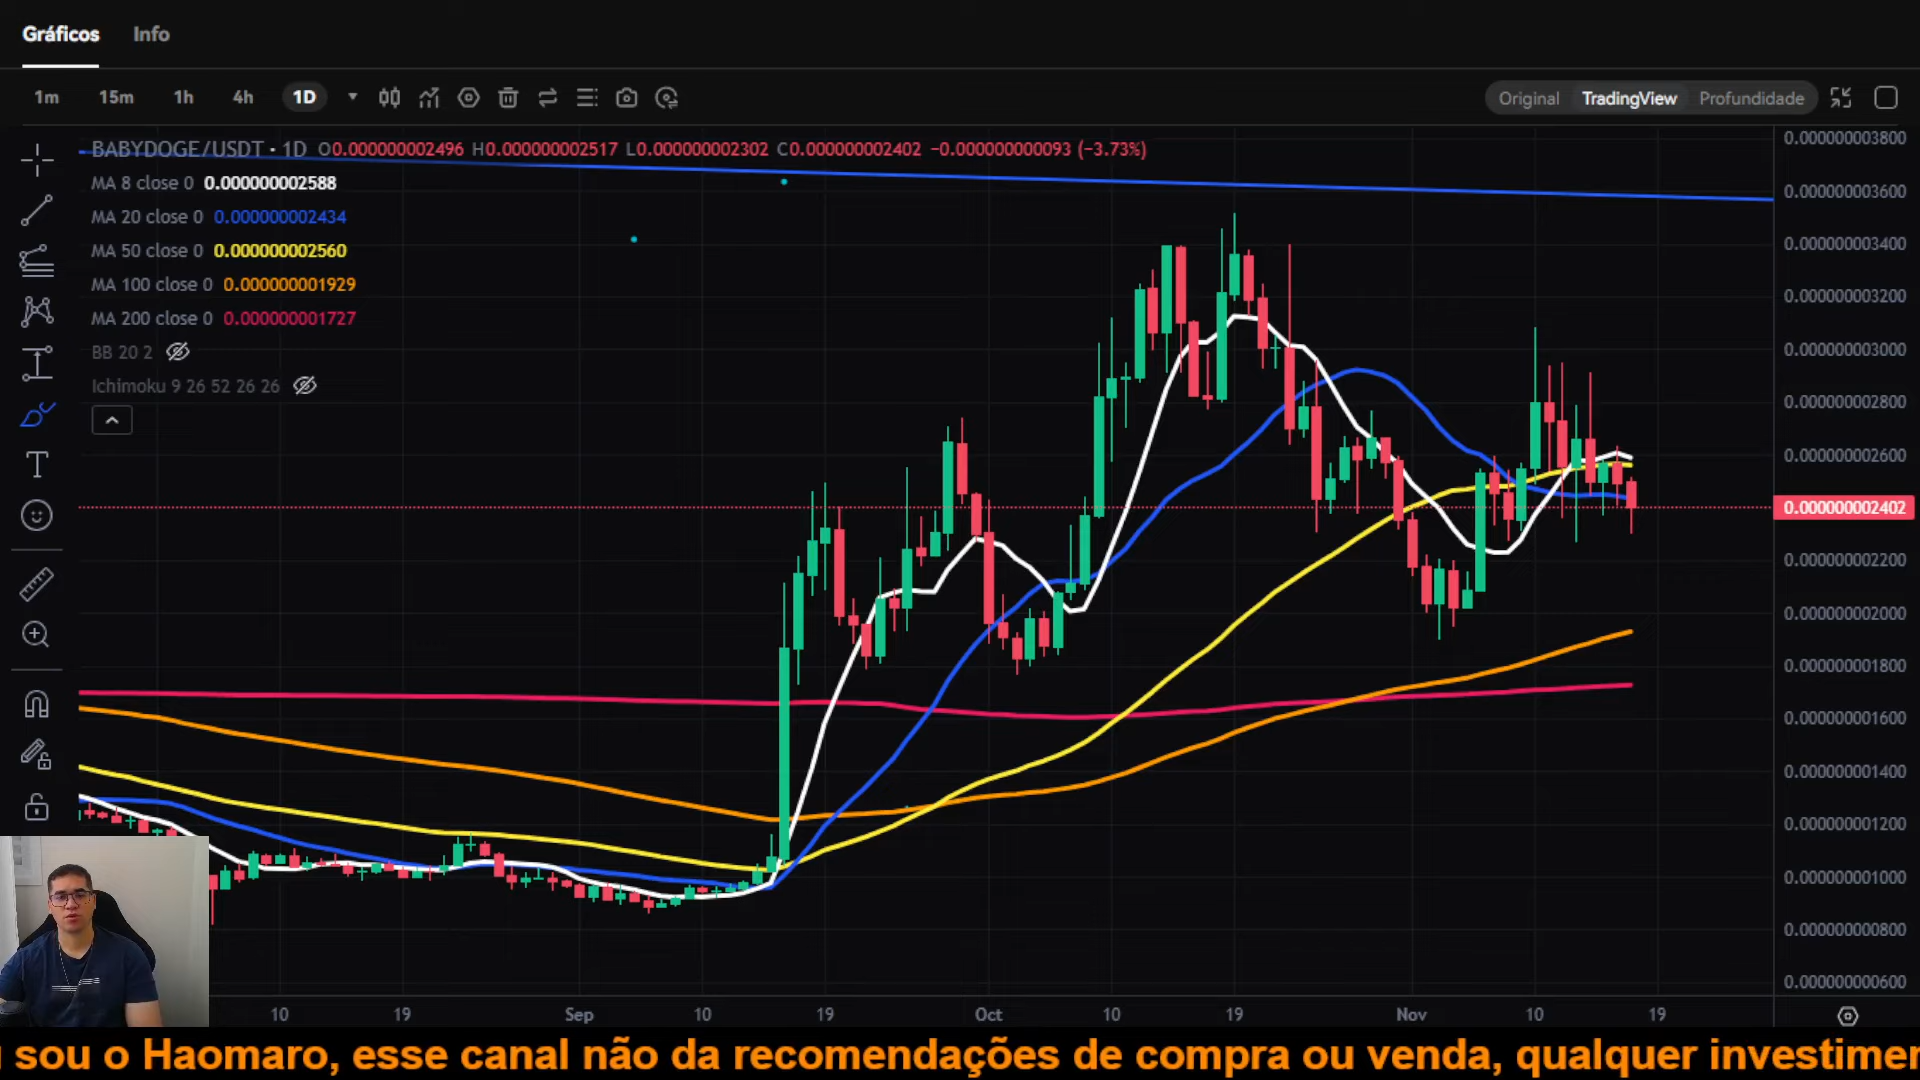 Gráficos Info
1m 15m 1h 4h 1D Original TradingView Profundidade
BABYDOGE/USDT · 1D O0.000000002496 H0.000000002517 L0.000000002302 C0.000000002402 −0.000000000093 (−3.73%)
MA 8 close 0 0.000000002588
MA 20 close 0 0.000000002434
MA 50 close 0 0.000000002560
MA 100 close 0 0.000000001929
MA 200 close 0 0.000000001727
BB 20 2
Ichimoku 9 26 52 26 26
0.000000003800
0.000000003600
0.000000003400
0.000000003200
0.000000003000
0.000000002800
0.000000002600
0.000000002402
0.000000002200
0.000000002000
0.000000001800
0.000000001600
0.000000001400
0.000000001200
0.000000001000
0.000000000800
0.000000000600
10 19 Sep 10 19 Oct 10 19 Nov 10 19
sou o Haomaro, esse canal não da recomendações de compra ou venda, qualquer investimen